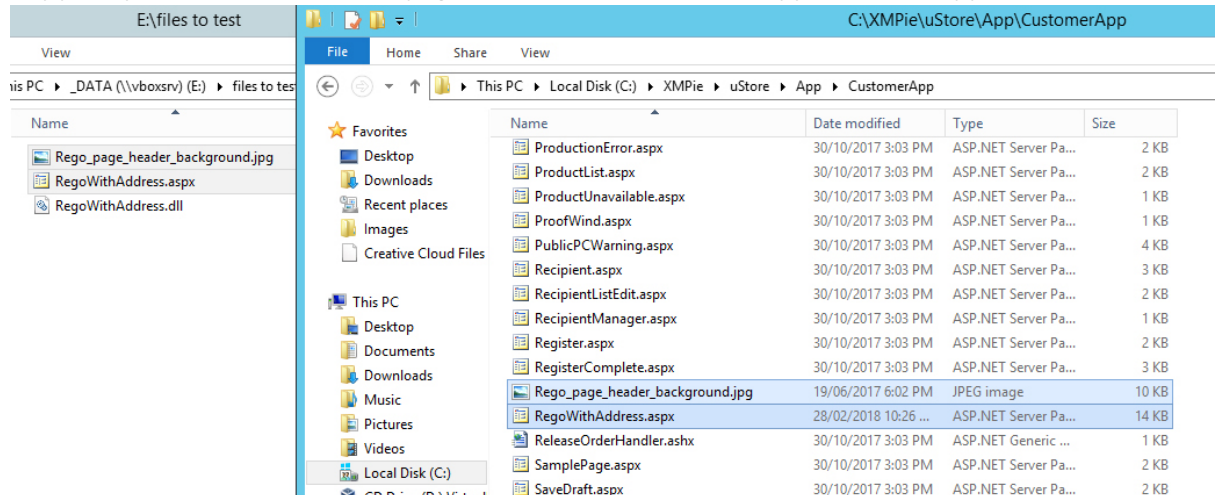 E:\files to test
View
his PC ▸ _DATA (\\vboxsrv) (E:) ▸ files to tes
Name
Rego_page_header_background.jpg
RegoWithAddress.aspx
RegoWithAddress.dll
C:\XMPie\uStore\App\CustomerApp
File Home Share View
This PC ▸ Local Disk (C:) ▸ XMPie ▸ uStore ▸ App ▸ CustomerApp
Favorites
Desktop
Downloads
Recent places
Images
Creative Cloud Files
This PC
Desktop
Documents
Downloads
Music
Pictures
Videos
Local Disk (C:)
Name Date modified Type Size
ProductionError.aspx 30/10/2017 3:03 PM ASP.NET Server Pa... 2 KB
ProductList.aspx 30/10/2017 3:03 PM ASP.NET Server Pa... 2 KB
ProductUnavailable.aspx 30/10/2017 3:03 PM ASP.NET Server Pa... 1 KB
ProofWind.aspx 30/10/2017 3:03 PM ASP.NET Server Pa... 1 KB
PublicPCWarning.aspx 30/10/2017 3:03 PM ASP.NET Server Pa... 4 KB
Recipient.aspx 30/10/2017 3:03 PM ASP.NET Server Pa... 3 KB
RecipientListEdit.aspx 30/10/2017 3:03 PM ASP.NET Server Pa... 2 KB
RecipientManager.aspx 30/10/2017 3:03 PM ASP.NET Server Pa... 1 KB
Register.aspx 30/10/2017 3:03 PM ASP.NET Server Pa... 2 KB
RegisterComplete.aspx 30/10/2017 3:03 PM ASP.NET Server Pa... 3 KB
Rego_page_header_background.jpg 19/06/2017 6:02 PM JPEG image 10 KB
RegoWithAddress.aspx 28/02/2018 10:26 ... ASP.NET Server Pa... 14 KB
ReleaseOrderHandler.ashx 30/10/2017 3:03 PM ASP.NET Generic ... 1 KB
SamplePage.aspx 30/10/2017 3:03 PM ASP.NET Server Pa... 2 KB
SaveDraft.aspx 30/10/2017 3:03 PM ASP.NET Server Pa... 2 KB